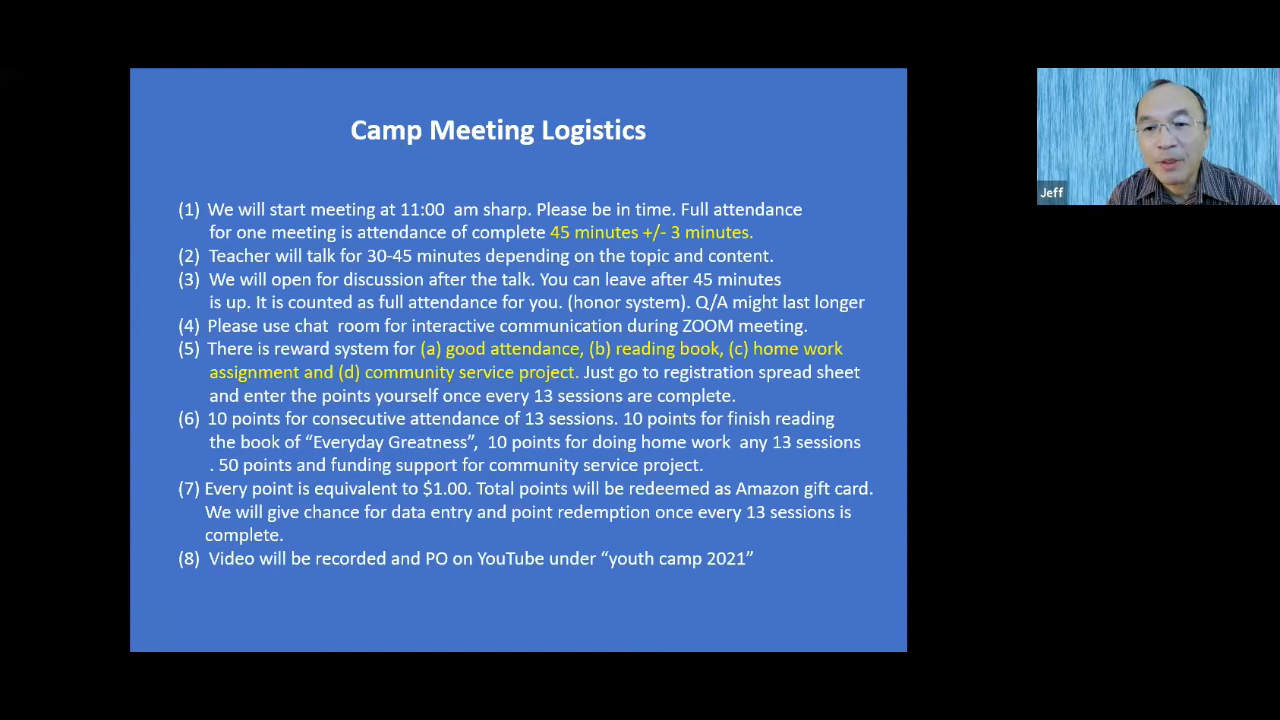 Camp Meeting Logistics
(1) We will start meeting at 11:00 am sharp. Please be in time. Full attendance
for one meeting is attendance of complete 45 minutes +/- 3 minutes.
(2) Teacher will talk for 30-45 minutes depending on the topic and content.
(3) We will open for discussion after the talk. You can leave after 45 minutes
is up. It is counted as full attendance for you. (honor system). Q/A might last longer
(4) Please use chat room for interactive communication during ZOOM meeting.
(5) There is reward system for (a) good attendance, (b) reading book, (c) home work
assignment and (d) community service project. Just go to registration spread sheet
and enter the points yourself once every 13 sessions are complete.
(6) 10 points for consecutive attendance of 13 sessions. 10 points for finish reading
the book of “Everyday Greatness”, 10 points for doing home work any 13 sessions
. 50 points and funding support for community service project.
(7) Every point is equivalent to $1.00. Total points will be redeemed as Amazon gift card.
We will give chance for data entry and point redemption once every 13 sessions is
complete.
(8) Video will be recorded and PO on YouTube under “youth camp 2021”
Jeff